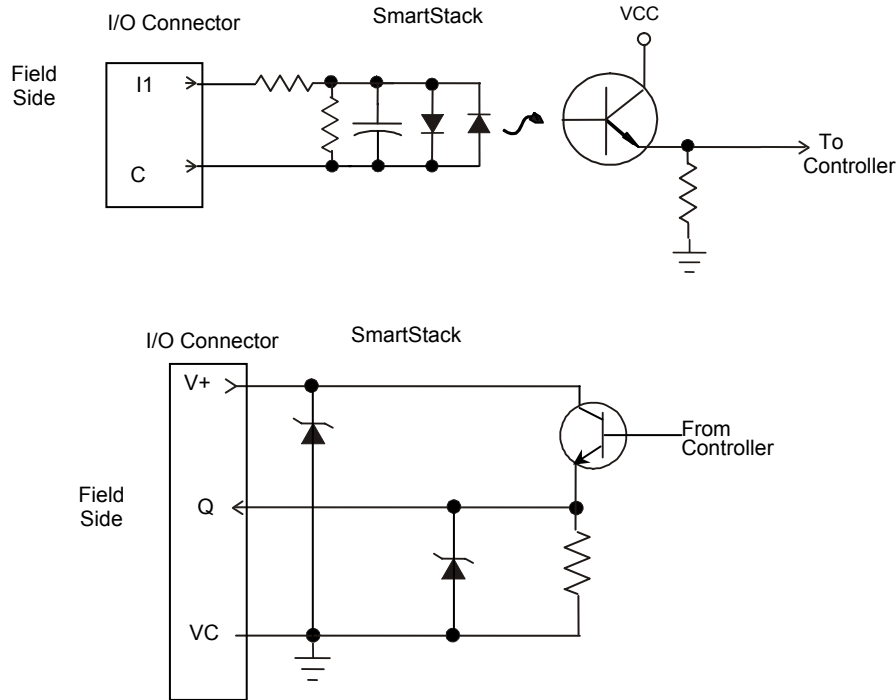 I/O Connector
SmartStack
VCC
Field
Side
I1
C
To
Controller
I/O Connector
SmartStack
V+
From
Controller
Field
Side
Q
VC